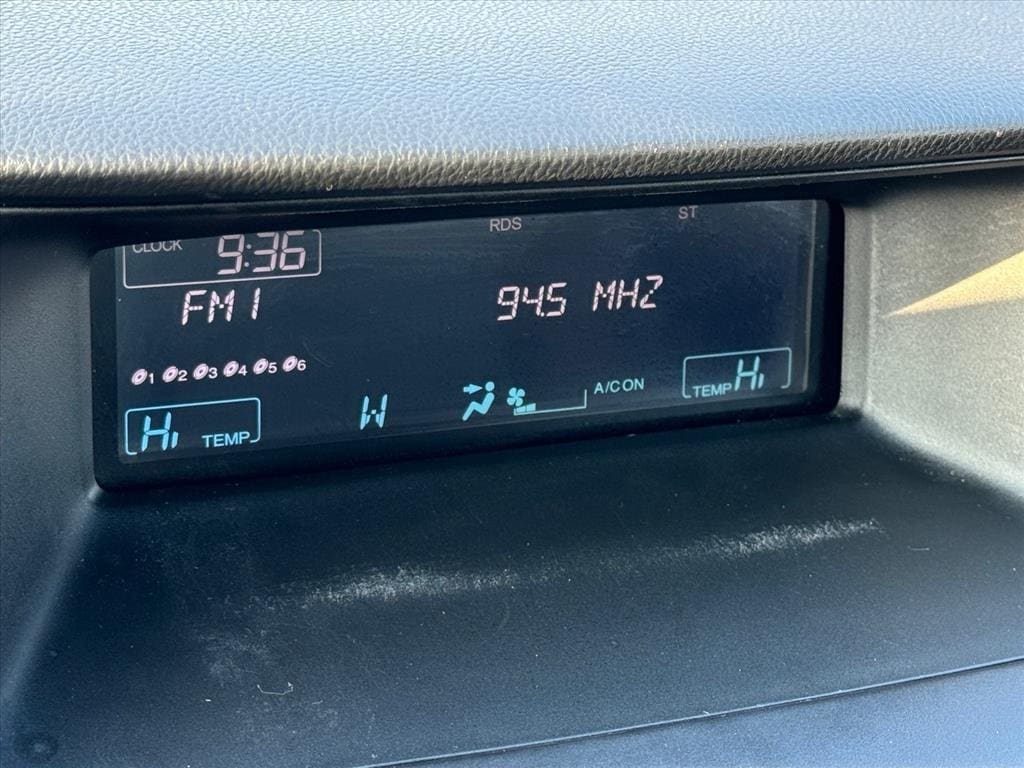 RDS ST
CLOCK 9:36
FM1 94.5 MHZ
1 2 3 4 5 6
A/C ON TEMP Hi
Hi TEMP W